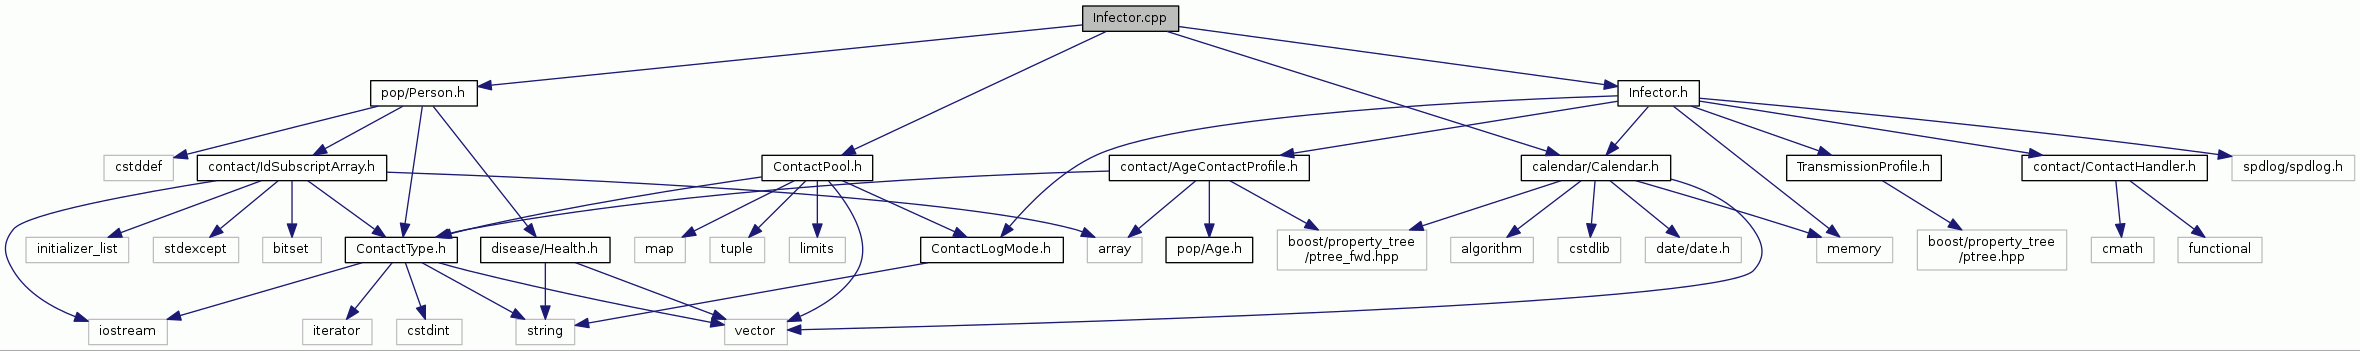 Infector.cpp
pop/Person.h
Infector.h
cstddef
contact/IdSubscriptArray.h
ContactPool.h
contact/AgeContactProfile.h
calendar/Calendar.h
TransmissionProfile.h
contact/ContactHandler.h
spdlog/spdlog.h
initializer_list
stdexcept
bitset
ContactType.h
disease/Health.h
map
tuple
limits
ContactLogMode.h
array
pop/Age.h
boost/property_tree
/ptree_fwd.hpp
algorithm
cstdlib
date/date.h
memory
boost/property_tree
/ptree.hpp
cmath
functional
iostream
iterator
cstdint
string
vector